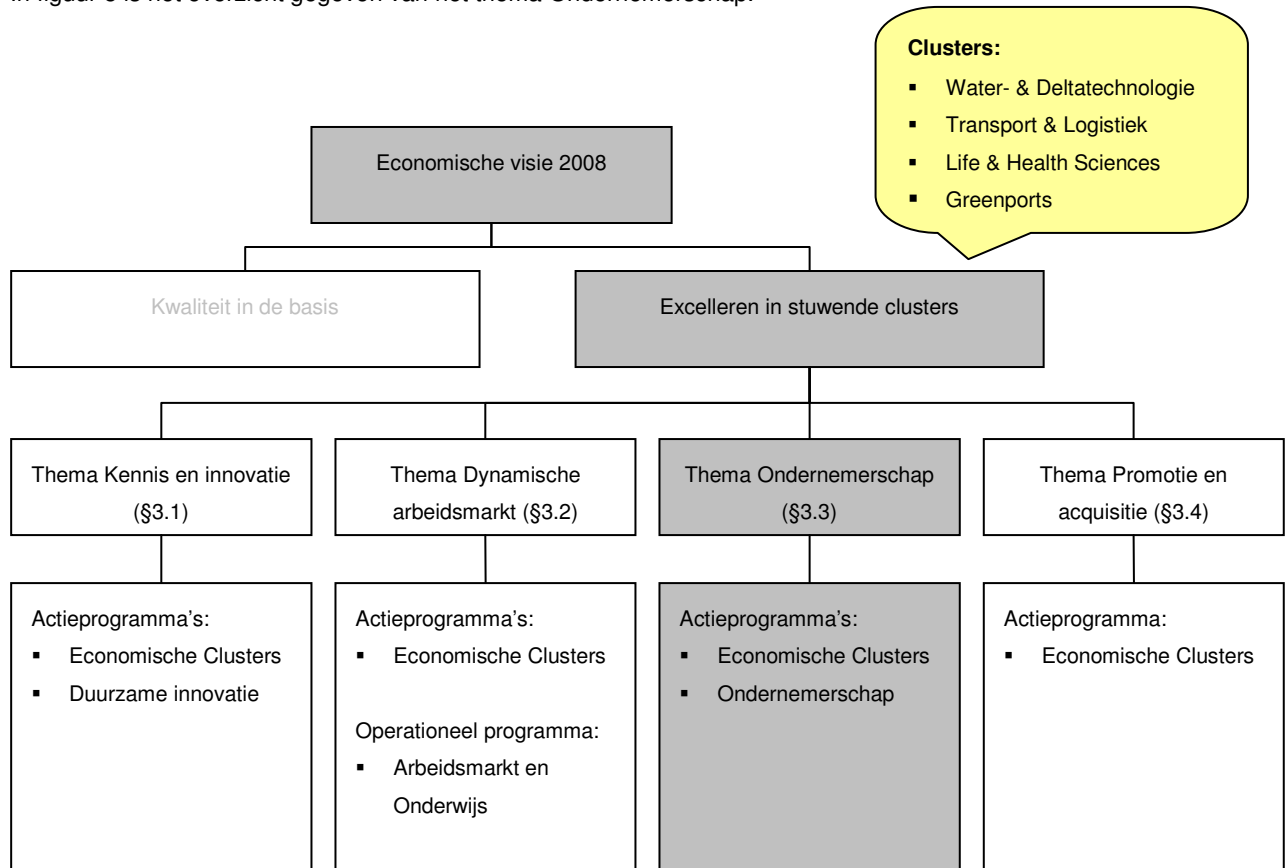 In figuur 3 is het overzicht gegeven van het thema Ondernemerschap.
Clusters:
▪ Water- & Deltatechnologie
▪ Transport & Logistiek
▪ Life & Health Sciences
▪ Greenports
Economische visie 2008
Kwaliteit in de basis
Excelleren in stuwende clusters
Thema Kennis en innovatie
(§3.1)
Thema Dynamische
arbeidsmarkt (§3.2)
Thema Ondernemerschap
(§3.3)
Thema Promotie en
acquisitie (§3.4)
Actieprogramma's:
▪ Economische Clusters
▪ Duurzame innovatie
Actieprogramma's:
▪ Economische Clusters
Operationeel programma:
▪ Arbeidsmarkt en
Onderwijs
Actieprogramma's:
▪ Economische Clusters
▪ Ondernemerschap
Actieprogramma:
▪ Economische Clusters